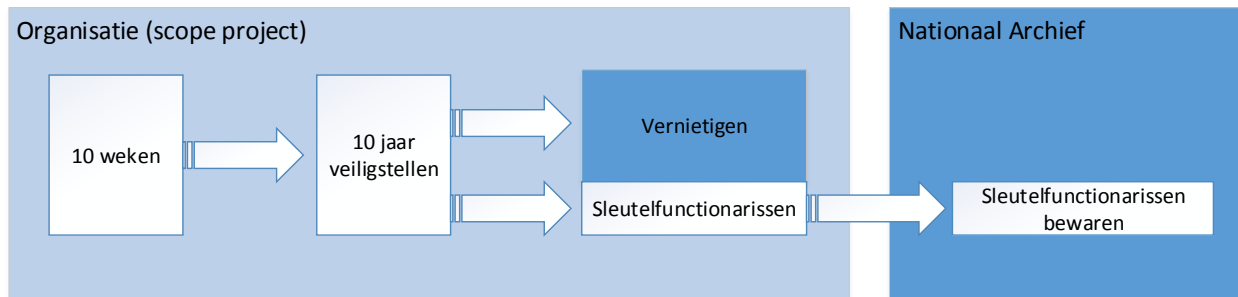 Organisatie (scope project)
Nationaal Archief
10 weken
10 jaar
veiligstellen
Vernietigen
Sleutelfunctionarissen
Sleutelfunctionarissen
bewaren